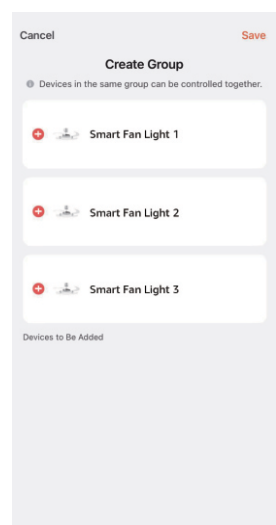 Cancel Save
Create Group
Devices in the same group can be controlled together.
Smart Fan Light 1
Smart Fan Light 2
Smart Fan Light 3
Devices to Be Added